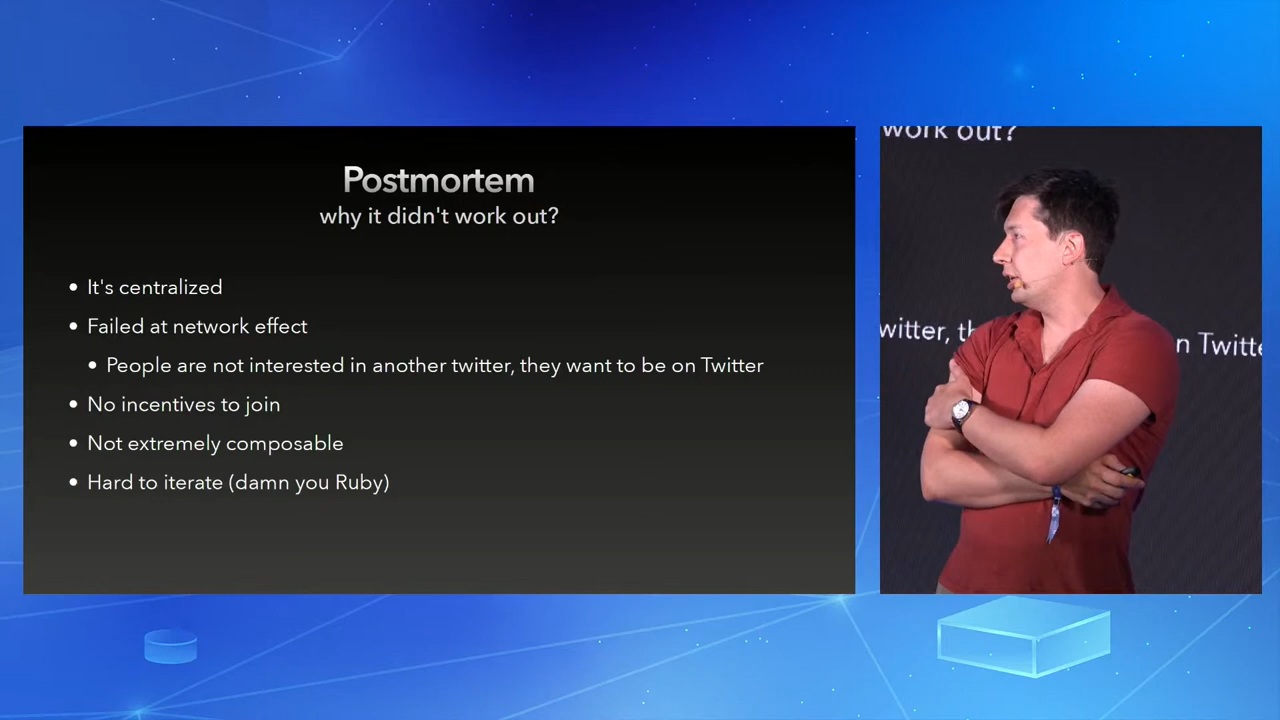 Postmortem
why it didn't work out?
• It's centralized
• Failed at network effect
• People are not interested in another twitter, they want to be on Twitter
• No incentives to join
• Not extremely composable
• Hard to iterate (damn you Ruby)
work out?
witter, th
n Twitte